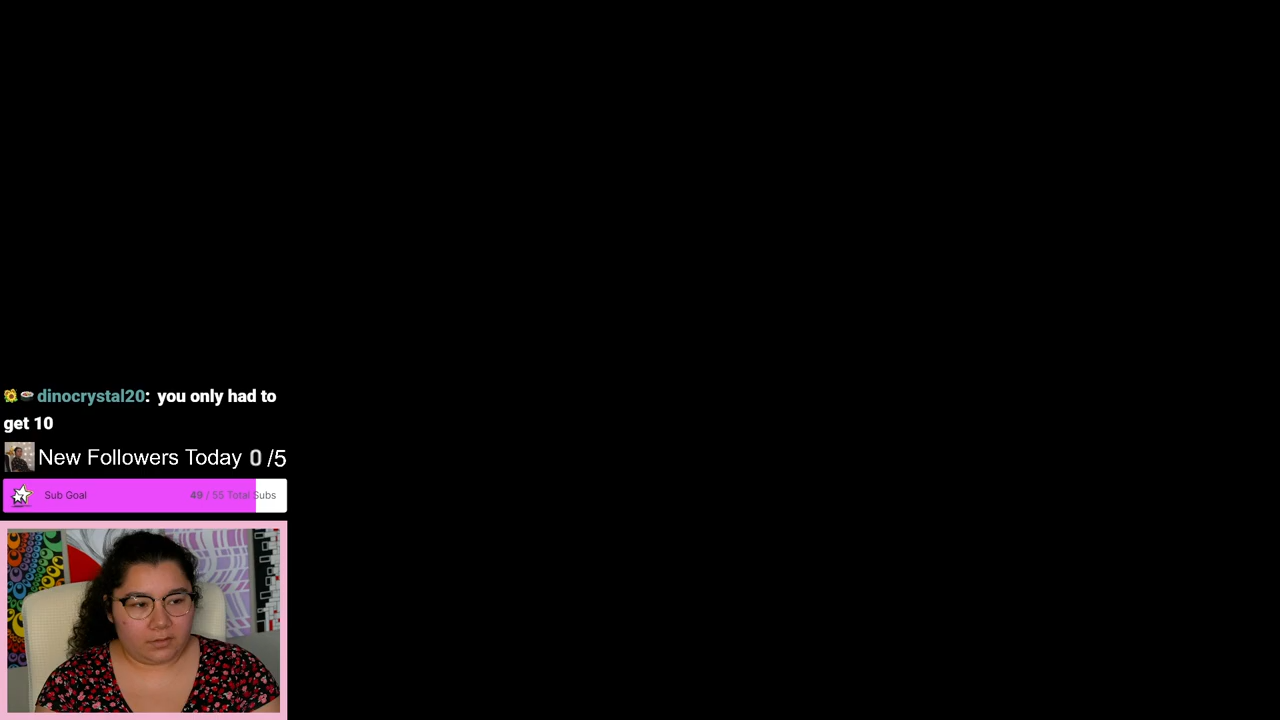 dinocrystal20: you only had to
get 10
New Followers Today 0 /5
Sub Goal 49 / 55 Total Subs